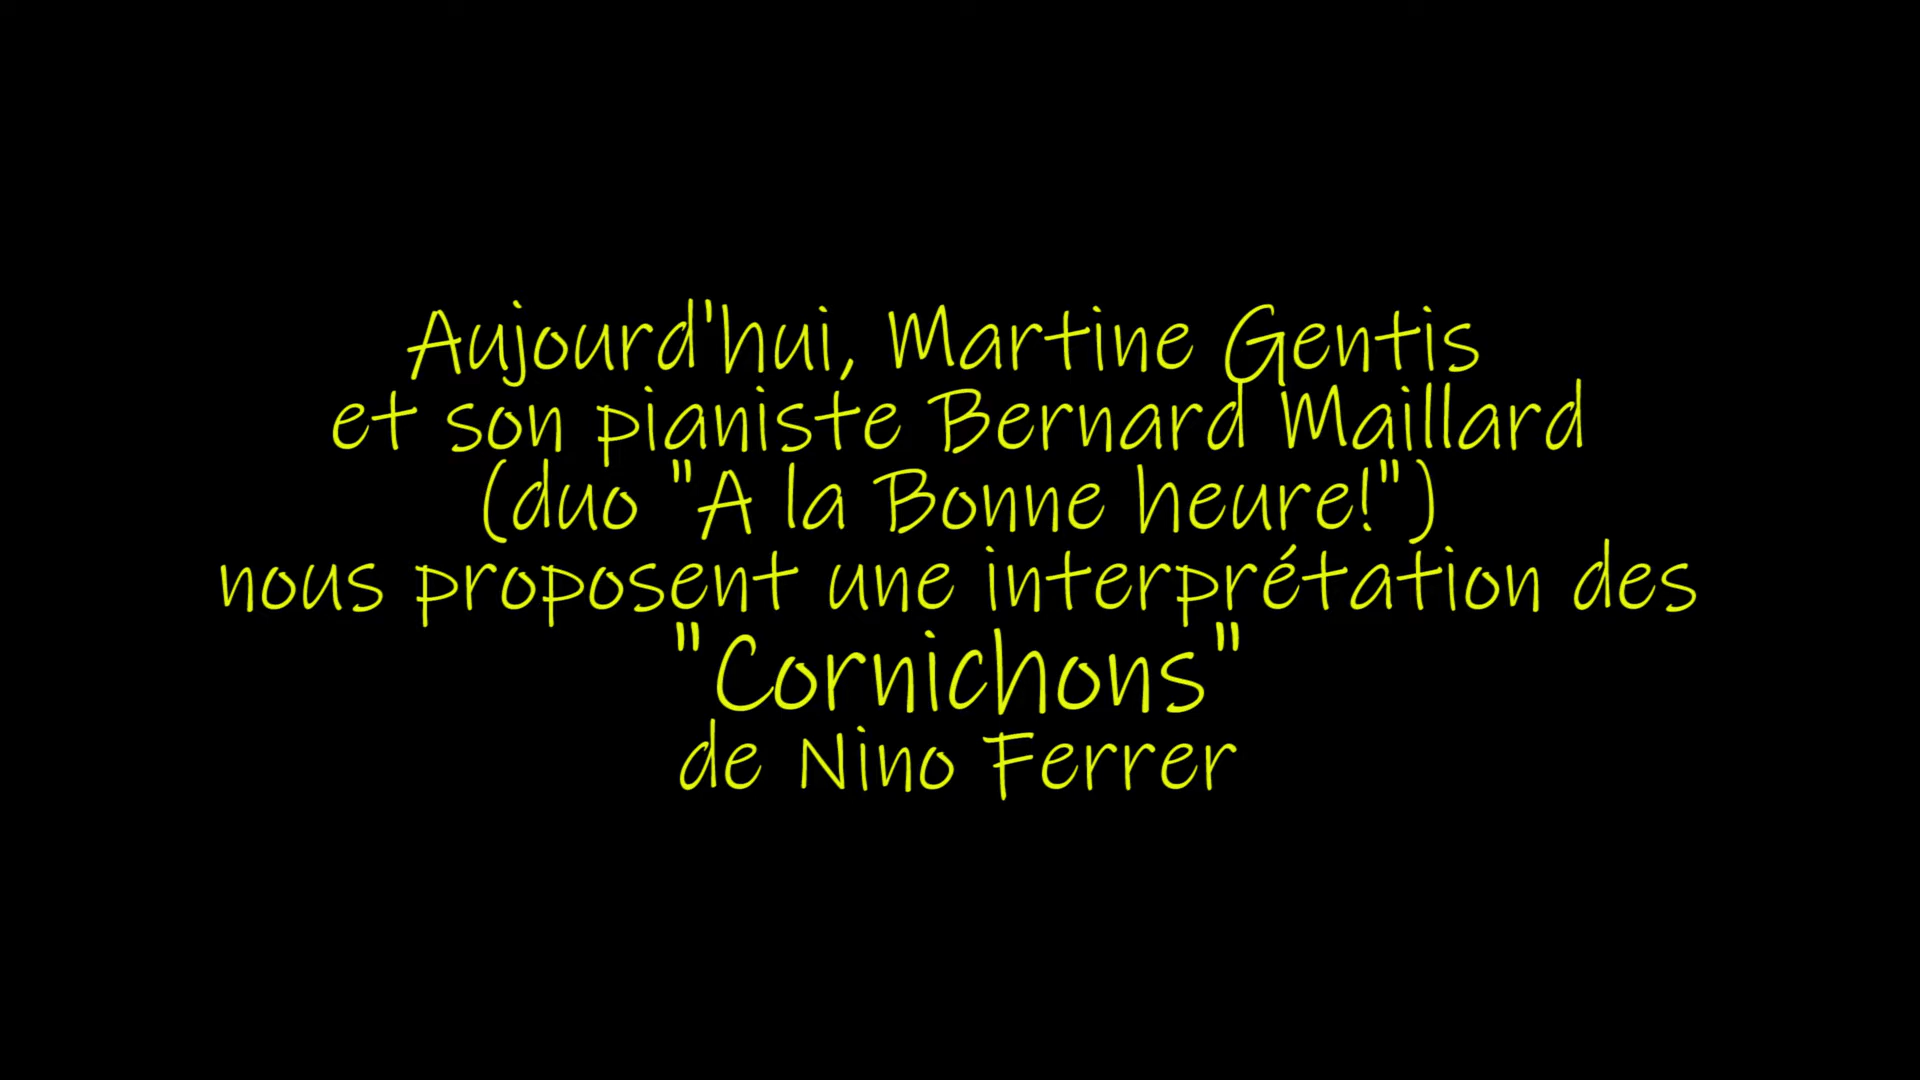 Aujourd'hui, Martine Gentis
et son pianiste Bernard Maillard
(duo "A la Bonne heure!")
nous proposent une interprétation des
"Cornichons"
de Nino Ferrer